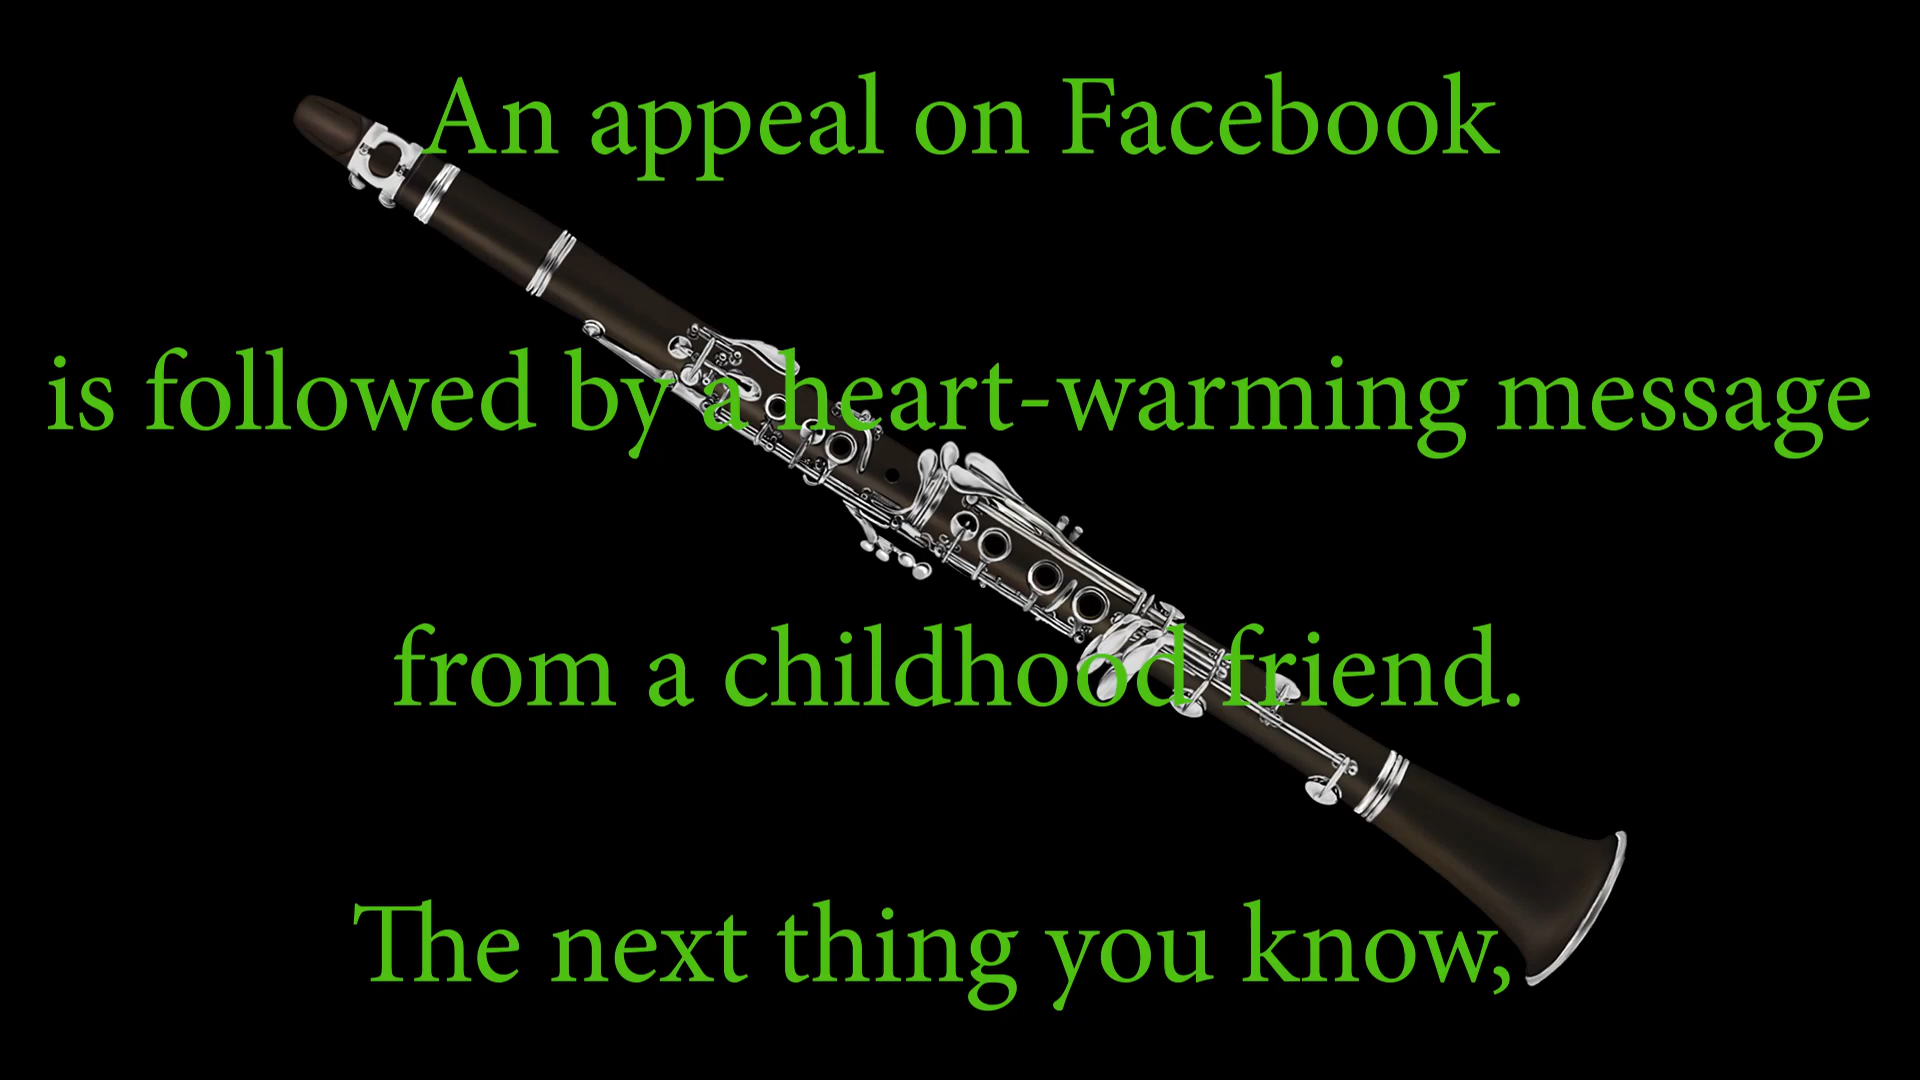 An appeal on Facebook
is followed by a heart-warming message
from a childhood friend.
The next thing you know,